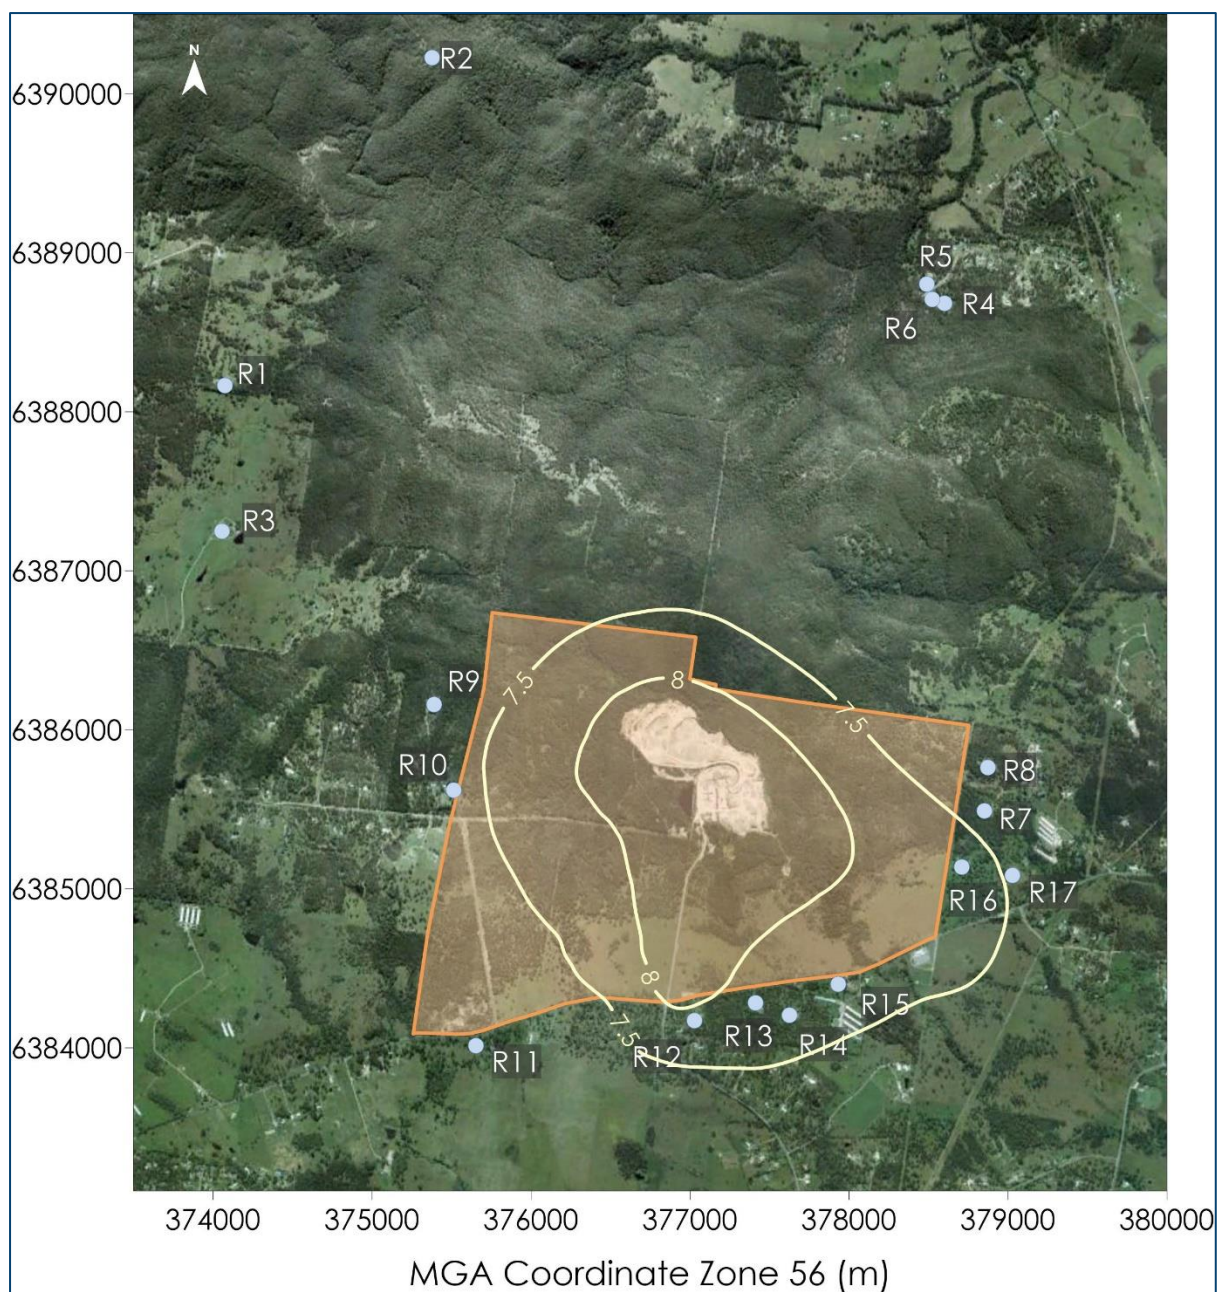 N
R2
6390000
6389000
R5
R4
R6
R1
6388000
R3
6387000
7.5
8
R9
7.5
6386000
R10
R8
R7
6385000
R16
R17
8
R15
R13
R14
7.5
R12
6384000
R11
374000
375000
376000
377000
378000
379000
380000
MGA Coordinate Zone 56 (m)